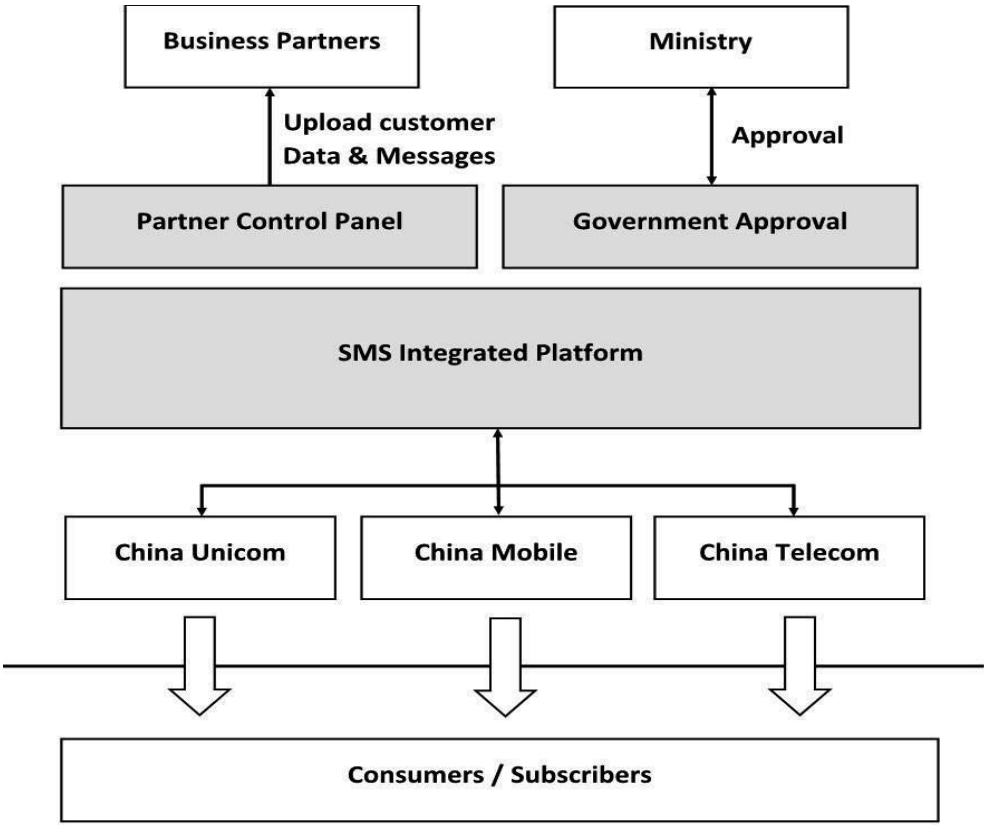 Business Partners
Ministry
Upload customer
Data & Messages
Approval
Partner Control Panel
Government Approval
SMS Integrated Platform
China Unicom
China Mobile
China Telecom
Consumers / Subscribers